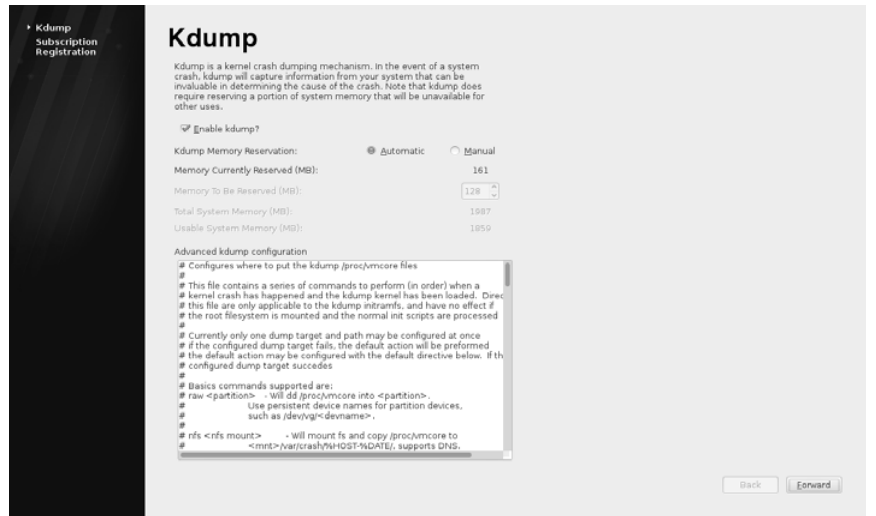 Kdump
Subscription
Registration
Kdump
Kdump is a kernel crash dumping mechanism. In the event of a system
crash, kdump will capture information from your system that can be
invaluable in determining the cause of the crash. Note that kdump does
require reserving a portion of system memory that will be unavailable for
other uses.
Enable kdump?
Kdump Memory Reservation: Automatic Manual
Memory Currently Reserved (MB): 161
Memory To Be Reserved (MB): 128
Total System Memory (MB): 1987
Usable System Memory (MB): 1859
Advanced kdump configuration
# Configures where to put the kdump /proc/vmcore files
#
# This file contains a series of commands to perform (in order) when a
# kernel crash has happened and the kdump kernel has been loaded. Direc
# this file are only applicable to the kdump initramfs, and have no effect if
# the root filesystem is mounted and the normal init scripts are processed
#
# Currently only one dump target and path may be configured at once
# if the configured dump target fails, the default action will be preformed
# the default action may be configured with the default directive below. If th
# configured dump target succedes
#
# Basics commands supported are:
# raw <partition> - Will dd /proc/vmcore into <partition>.
# Use persistent device names for partition devices,
# such as /dev/vg/<devname>.
#
# nfs <nfs mount> - Will mount fs and copy /proc/vmcore to
# <mnt>/var/crash/%HOST-%DATE/, supports DNS.
Back Forward